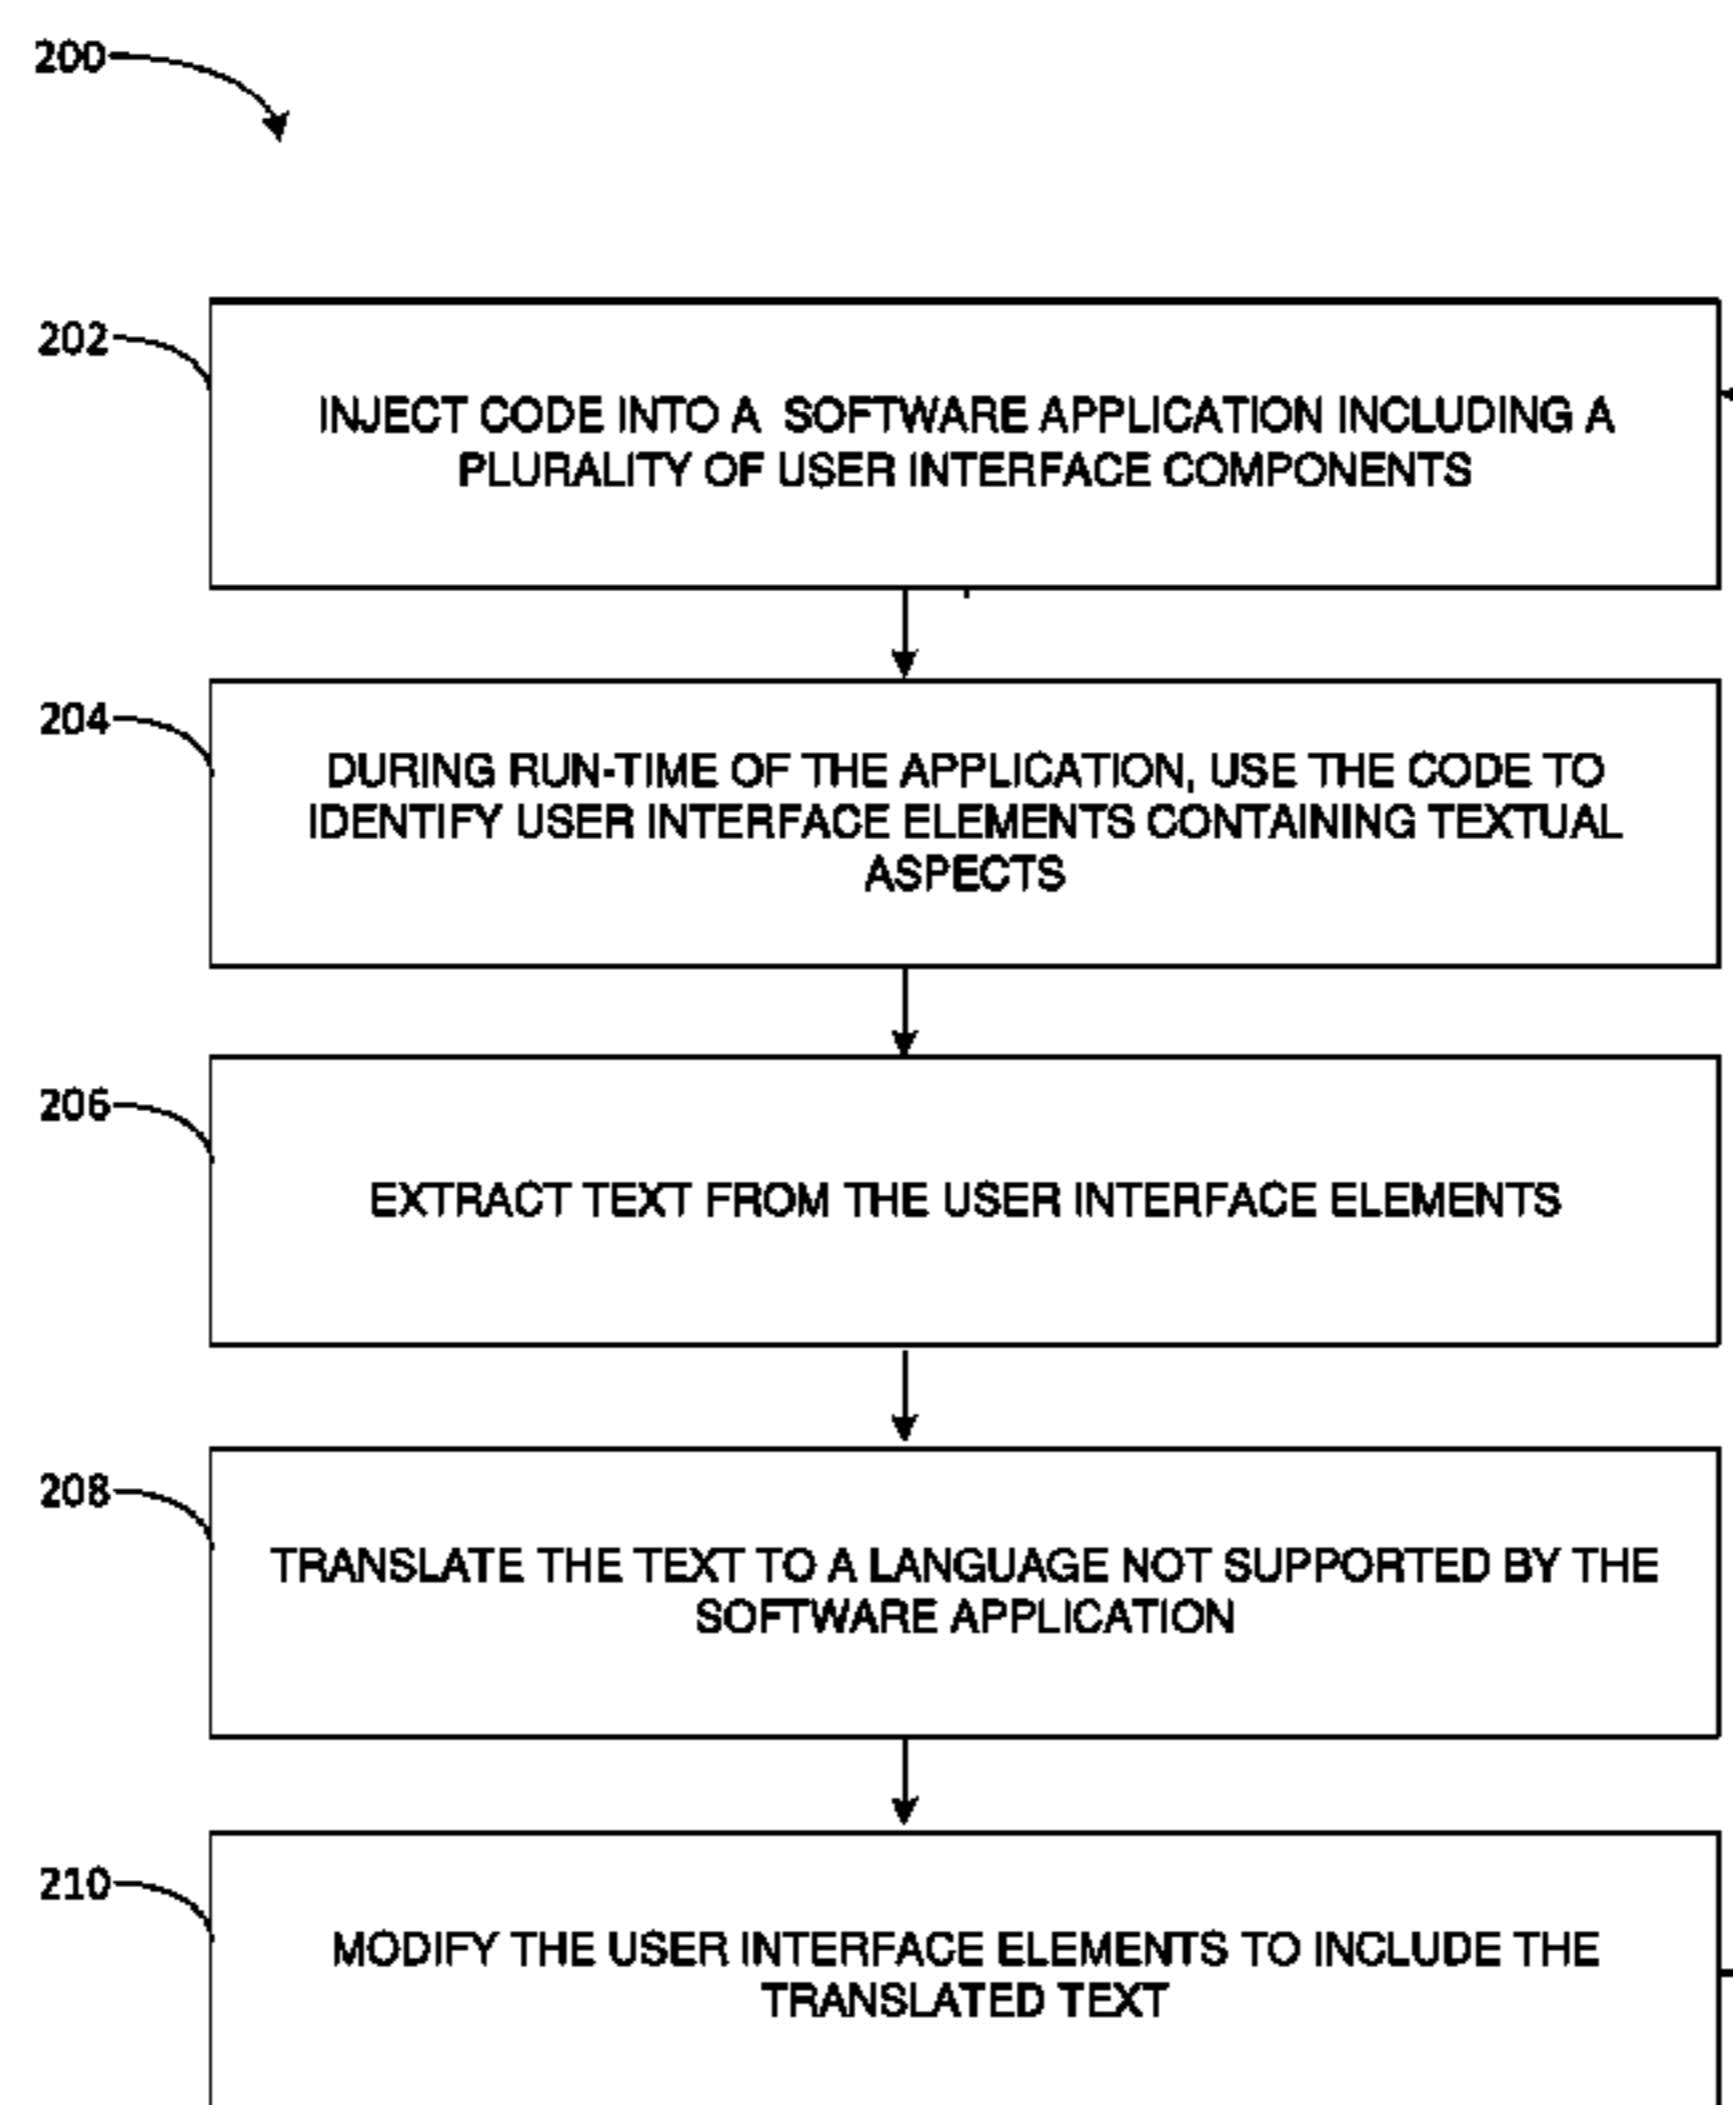 200
202
INJECT CODE INTO A SOFTWARE APPLICATION INCLUDING A
PLURALITY OF USER INTERFACE COMPONENTS
204
DURING RUN-TIME OF THE APPLICATION, USE THE CODE TO
IDENTIFY USER INTERFACE ELEMENTS CONTAINING TEXTUAL
ASPECTS
206
EXTRACT TEXT FROM THE USER INTERFACE ELEMENTS
208
TRANSLATE THE TEXT TO A LANGUAGE NOT SUPPORTED BY THE
SOFTWARE APPLICATION
210
MODIFY THE USER INTERFACE ELEMENTS TO INCLUDE THE
TRANSLATED TEXT